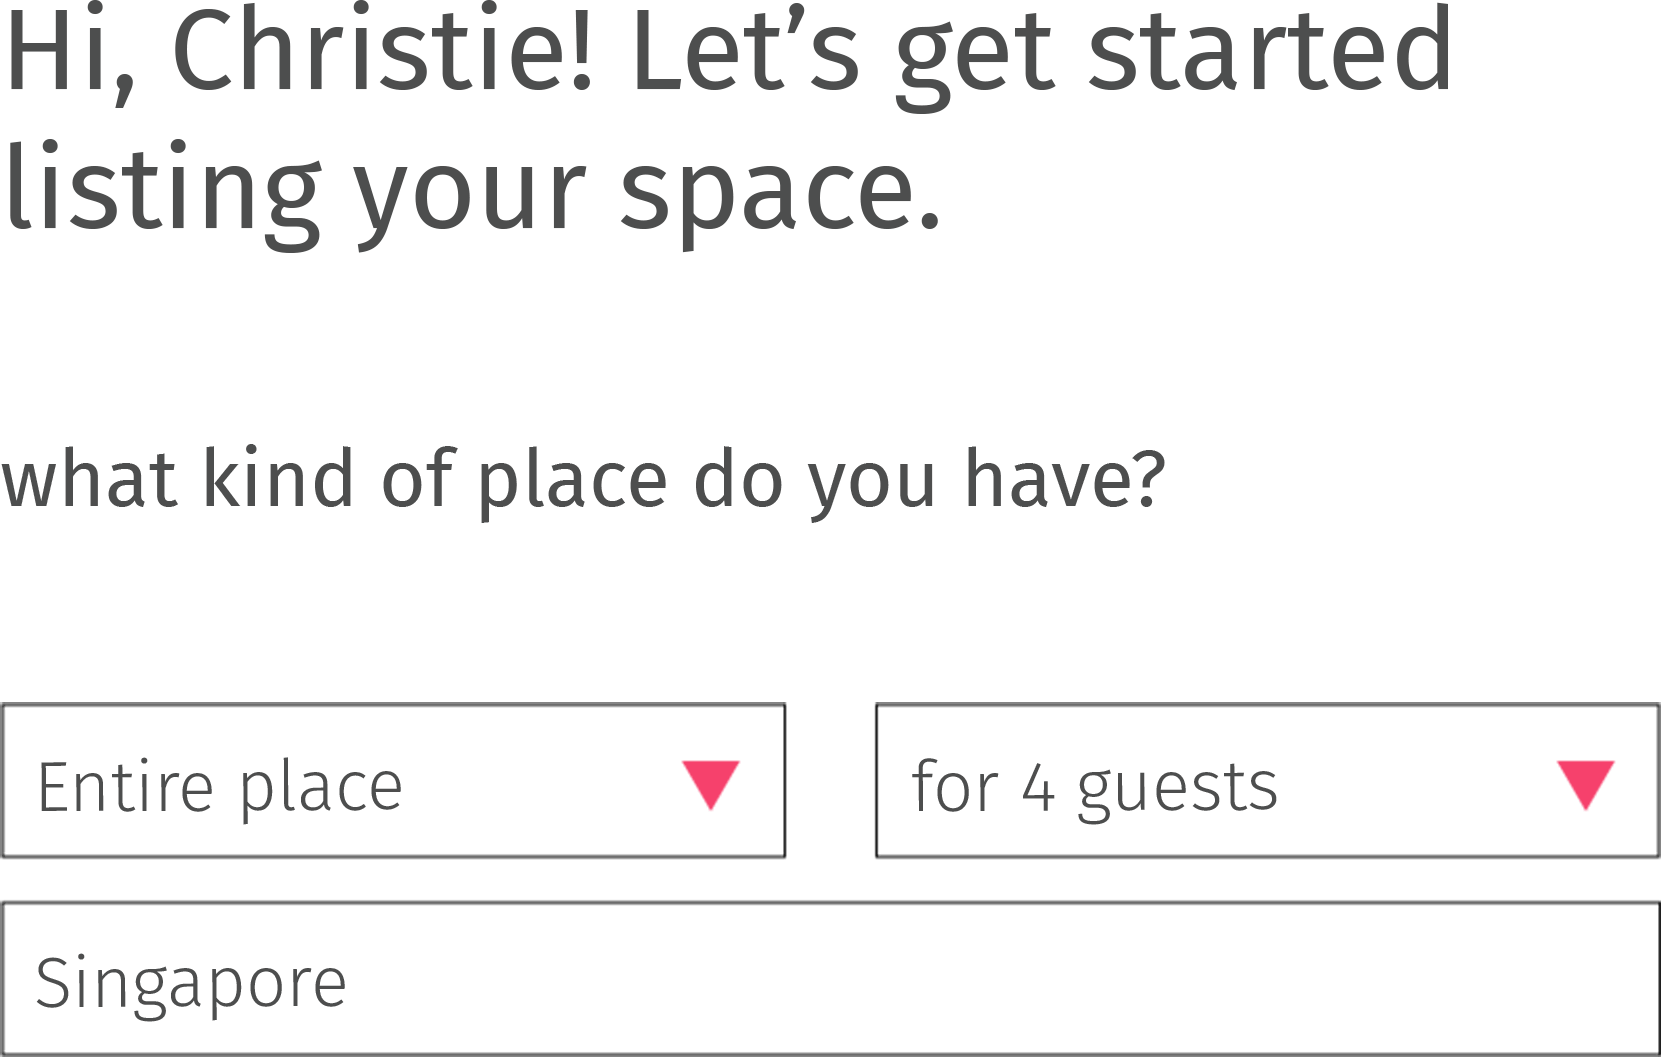 Hi, Christie! Let’s get started
listing your space.
what kind of place do you have?
Entire place
for 4 guests
Singapore